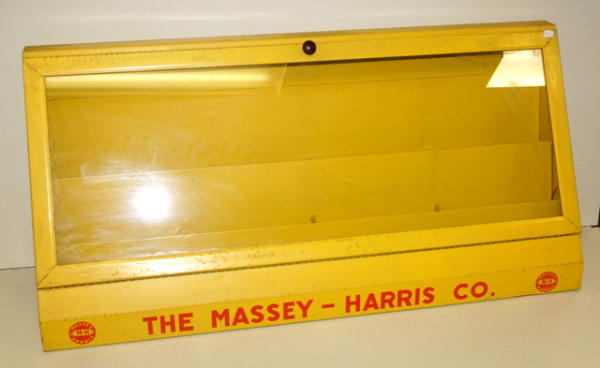 THE MASSEY – HARRIS CO.